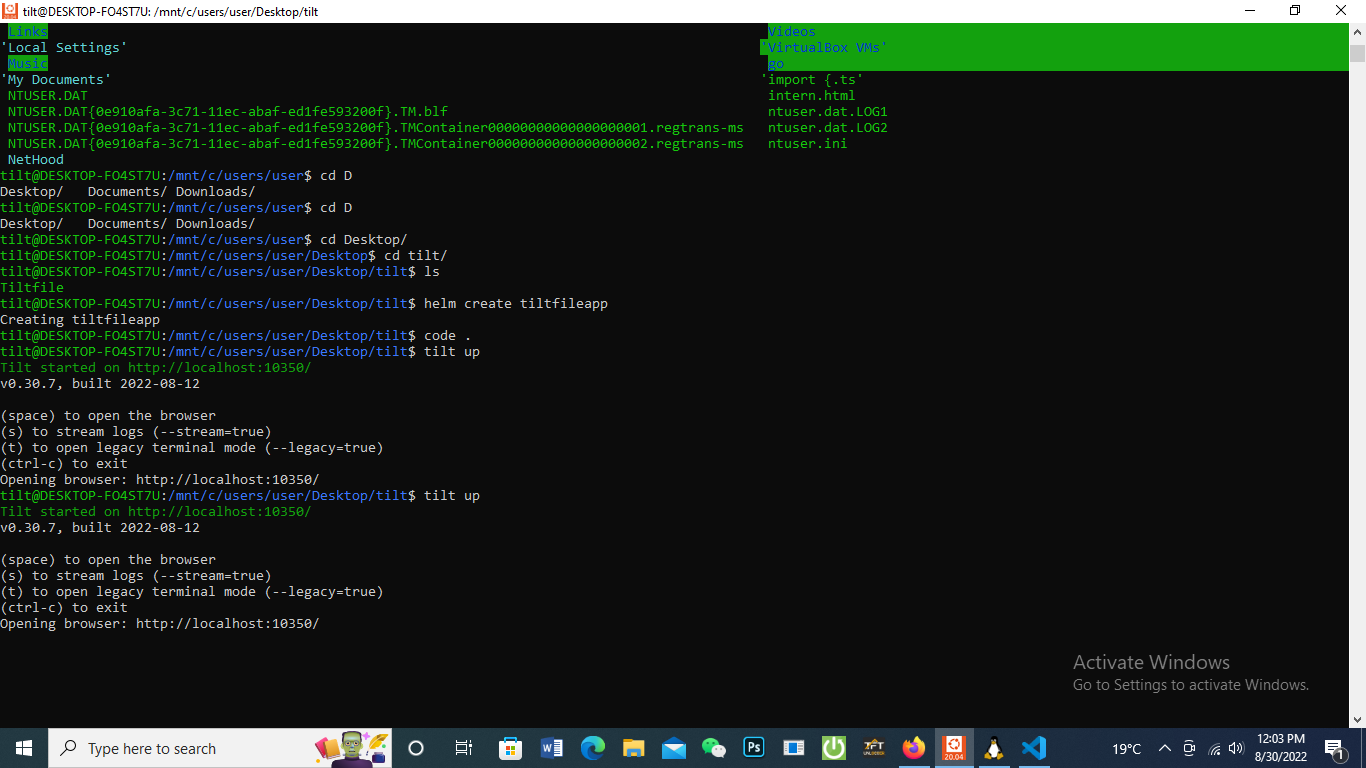 tilt@DESKTOP-FO4ST7U: /mnt/c/users/user/Desktop/tilt
Links Videos
'Local Settings' 'VirtualBox VMs'
Music go
'My Documents' 'import {.ts'
NTUSER.DAT intern.html
NTUSER.DAT{0e910afa-3c71-11ec-abaf-ed1fe593200f}.TM.blf ntuser.dat.LOG1
NTUSER.DAT{0e910afa-3c71-11ec-abaf-ed1fe593200f}.TMContainer00000000000000000001.regtrans-ms ntuser.dat.LOG2
NTUSER.DAT{0e910afa-3c71-11ec-abaf-ed1fe593200f}.TMContainer00000000000000000002.regtrans-ms ntuser.ini
NetHood
tilt@DESKTOP-FO4ST7U:/mnt/c/users/user$ cd D
Desktop/ Documents/ Downloads/
tilt@DESKTOP-FO4ST7U:/mnt/c/users/user$ cd D
Desktop/ Documents/ Downloads/
tilt@DESKTOP-FO4ST7U:/mnt/c/users/user$ cd Desktop/
tilt@DESKTOP-FO4ST7U:/mnt/c/users/user/Desktop$ cd tilt/
tilt@DESKTOP-FO4ST7U:/mnt/c/users/user/Desktop/tilt$ ls
Tiltfile
tilt@DESKTOP-FO4ST7U:/mnt/c/users/user/Desktop/tilt$ helm create tiltfileapp
Creating tiltfileapp
tilt@DESKTOP-FO4ST7U:/mnt/c/users/user/Desktop/tilt$ code .
tilt@DESKTOP-FO4ST7U:/mnt/c/users/user/Desktop/tilt$ tilt up
Tilt started on http://localhost:10350/
v0.30.7, built 2022-08-12
(space) to open the browser
(s) to stream logs (--stream=true)
(t) to open legacy terminal mode (--legacy=true)
(ctrl-c) to exit
Opening browser: http://localhost:10350/
tilt@DESKTOP-FO4ST7U:/mnt/c/users/user/Desktop/tilt$ tilt up
Tilt started on http://localhost:10350/
v0.30.7, built 2022-08-12
(space) to open the browser
(s) to stream logs (--stream=true)
(t) to open legacy terminal mode (--legacy=true)
(ctrl-c) to exit
Opening browser: http://localhost:10350/
Activate Windows
Go to Settings to activate Windows.
Type here to search
Ps
20.04
19°C
12:03 PM
8/30/2022
1